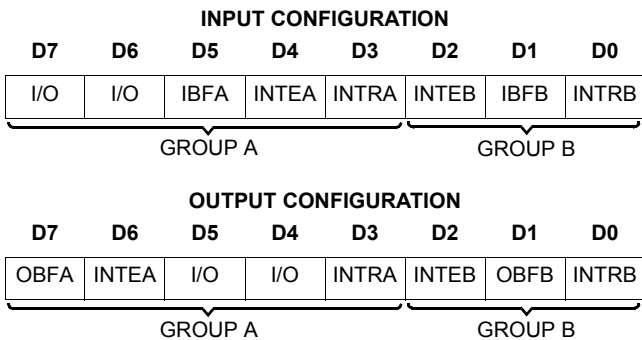 INPUT CONFIGURATION
D7 D6 D5 D4 D3 D2 D1 D0
I/O I/O IBFA INTEA INTRA INTEB IBFB INTRB
GROUP A GROUP B
OUTPUT CONFIGURATION
D7 D6 D5 D4 D3 D2 D1 D0
OBFA INTEA I/O I/O INTRA INTEB OBFB INTRB
GROUP A GROUP B